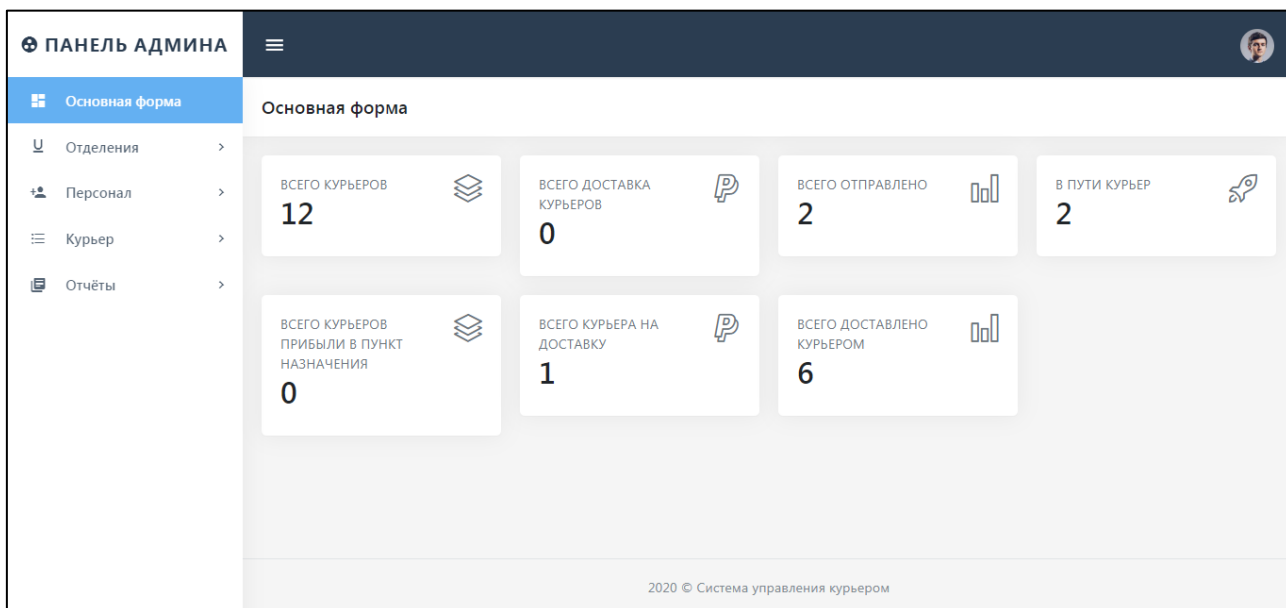 ПАНЕЛЬ АДМИНА
Основная форма
Отделения
Персонал
Курьер
Отчёты
Основная форма
ВСЕГО КУРЬЕРОВ
12
ВСЕГО ДОСТАВКА
КУРЬЕРОВ
0
ВСЕГО ОТПРАВЛЕНО
2
В ПУТИ КУРЬЕР
2
ВСЕГО КУРЬЕРОВ
ПРИБЫЛИ В ПУНКТ
НАЗНАЧЕНИЯ
0
ВСЕГО КУРЬЕРА НА
ДОСТАВКУ
1
ВСЕГО ДОСТАВЛЕНО
КУРЬЕРОМ
6
2020 © Система управления курьером